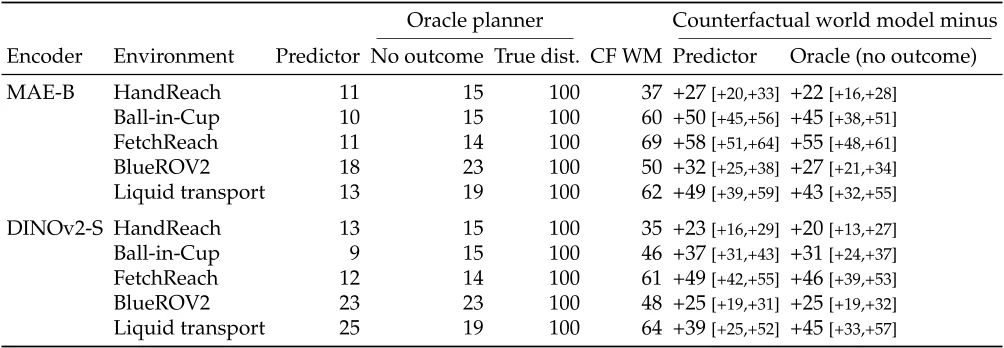 Oracle planner Counterfactual world model minus
Encoder Environment Predictor No outcome True dist. CF WM Predictor Oracle (no outcome)
MAE-B HandReach 11 15 100 37 +27 [+20,+33] +22 [+16,+28]
Ball-in-Cup 10 15 100 60 +50 [+45,+56] +45 [+38,+51]
FetchReach 11 14 100 69 +58 [+51,+64] +55 [+48,+61]
BlueROV2 18 23 100 50 +32 [+25,+38] +27 [+21,+34]
Liquid transport 13 19 100 62 +49 [+39,+59] +43 [+32,+55]
DINOv2-S HandReach 13 15 100 35 +23 [+16,+29] +20 [+13,+27]
Ball-in-Cup 9 15 100 46 +37 [+31,+43] +31 [+24,+37]
FetchReach 12 14 100 61 +49 [+42,+55] +46 [+39,+53]
BlueROV2 23 23 100 48 +25 [+19,+31] +25 [+19,+32]
Liquid transport 25 19 100 64 +39 [+25,+52] +45 [+33,+57]